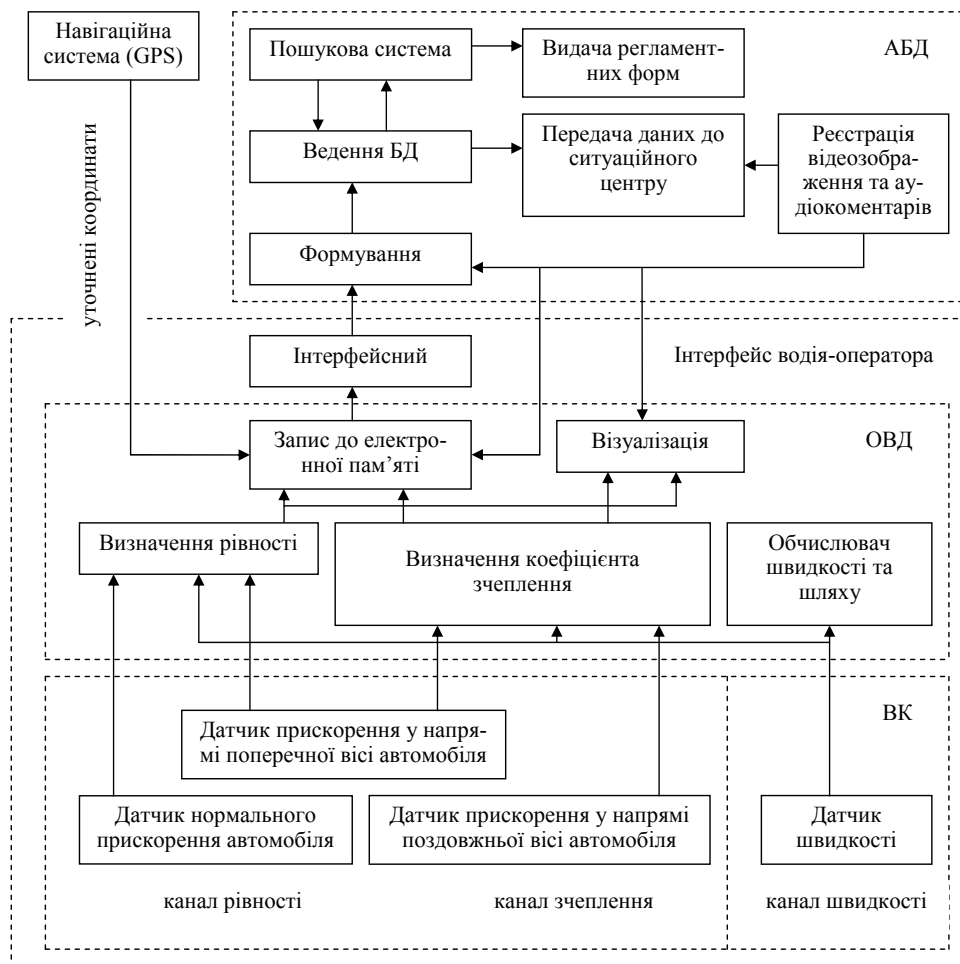 Навігаційна
система (GPS)
Пошукова система
Видача регламент-
них форм
АБД
уточнені координати
Ведення БД
Передача даних до
ситуаційного
центру
Реєстрація
відеозобра-
ження та ау-
діокоментарів
Формування
Інтерфейсний
Інтерфейс водія-оператора
Запис до електро-
нної пам’яті
Візуалізація
ОВД
Визначення рівності
Визначення коефіцієнта
зчеплення
Обчислювач
швидкості та
шляху
ВК
Датчик прискорення у напря-
мі поперечної вісі автомобіля
Датчик нормального
прискорення автомобіля
Датчик прискорення у напрямі
поздовжньої вісі автомобіля
Датчик
швидкості
канал рівності
канал зчеплення
канал швидкості